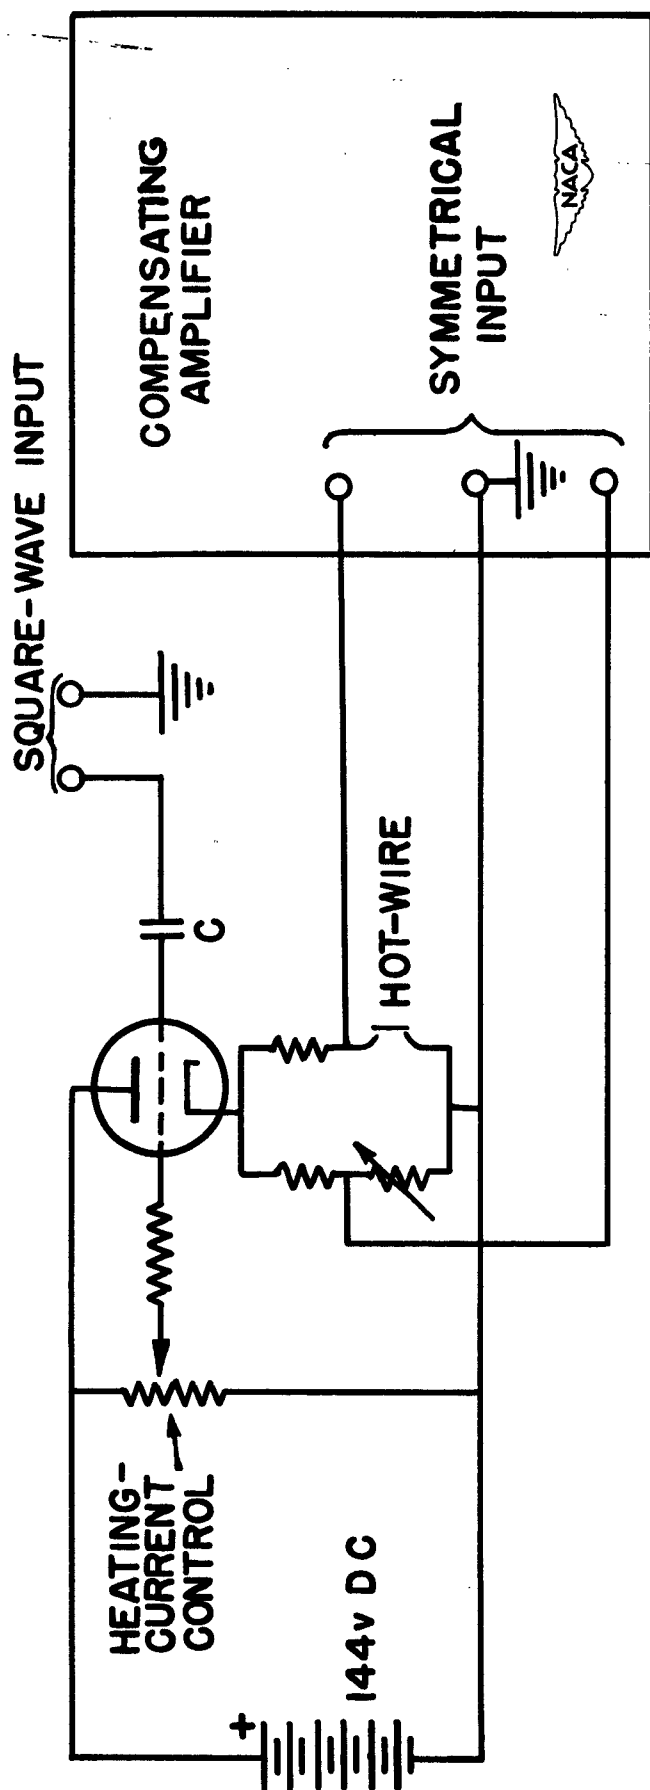 SQUARE-WAVE INPUT
COMPENSATING
AMPLIFIER
HEATING-
CURRENT
CONTROL
C
144v DC
+
HOT-WIRE
SYMMETRICAL
INPUT
NACA